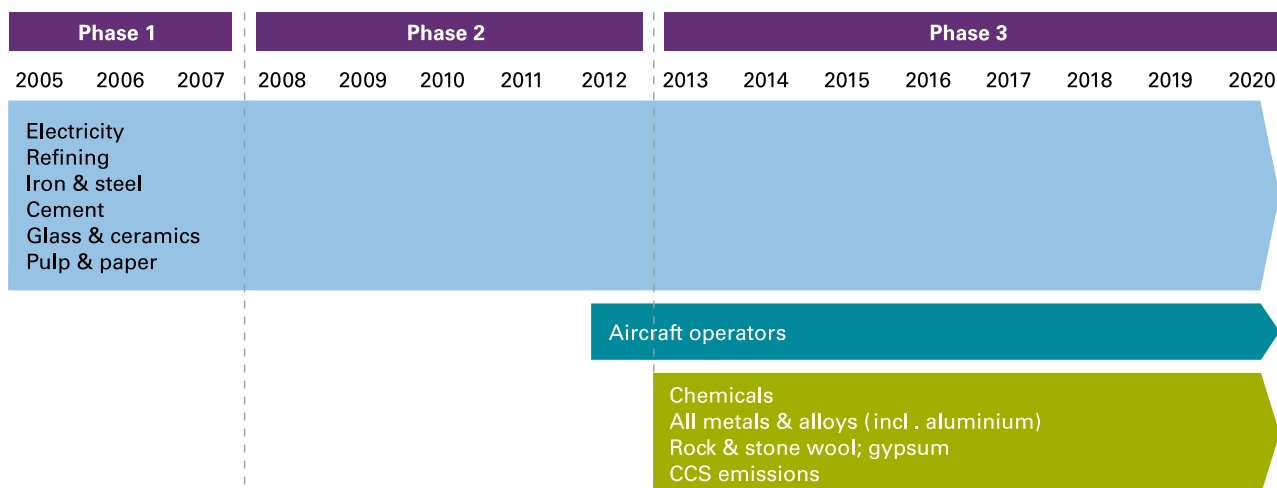 Phase 1 Phase 2 Phase 3
2005 2006 2007 2008 2009 2010 2011 2012 2013 2014 2015 2016 2017 2018 2019 2020
Electricity
Refining
Iron & steel
Cement
Glass & ceramics
Pulp & paper
Aircraft operators
Chemicals
All metals & alloys (incl . aluminium)
Rock & stone wool; gypsum
CCS emissions